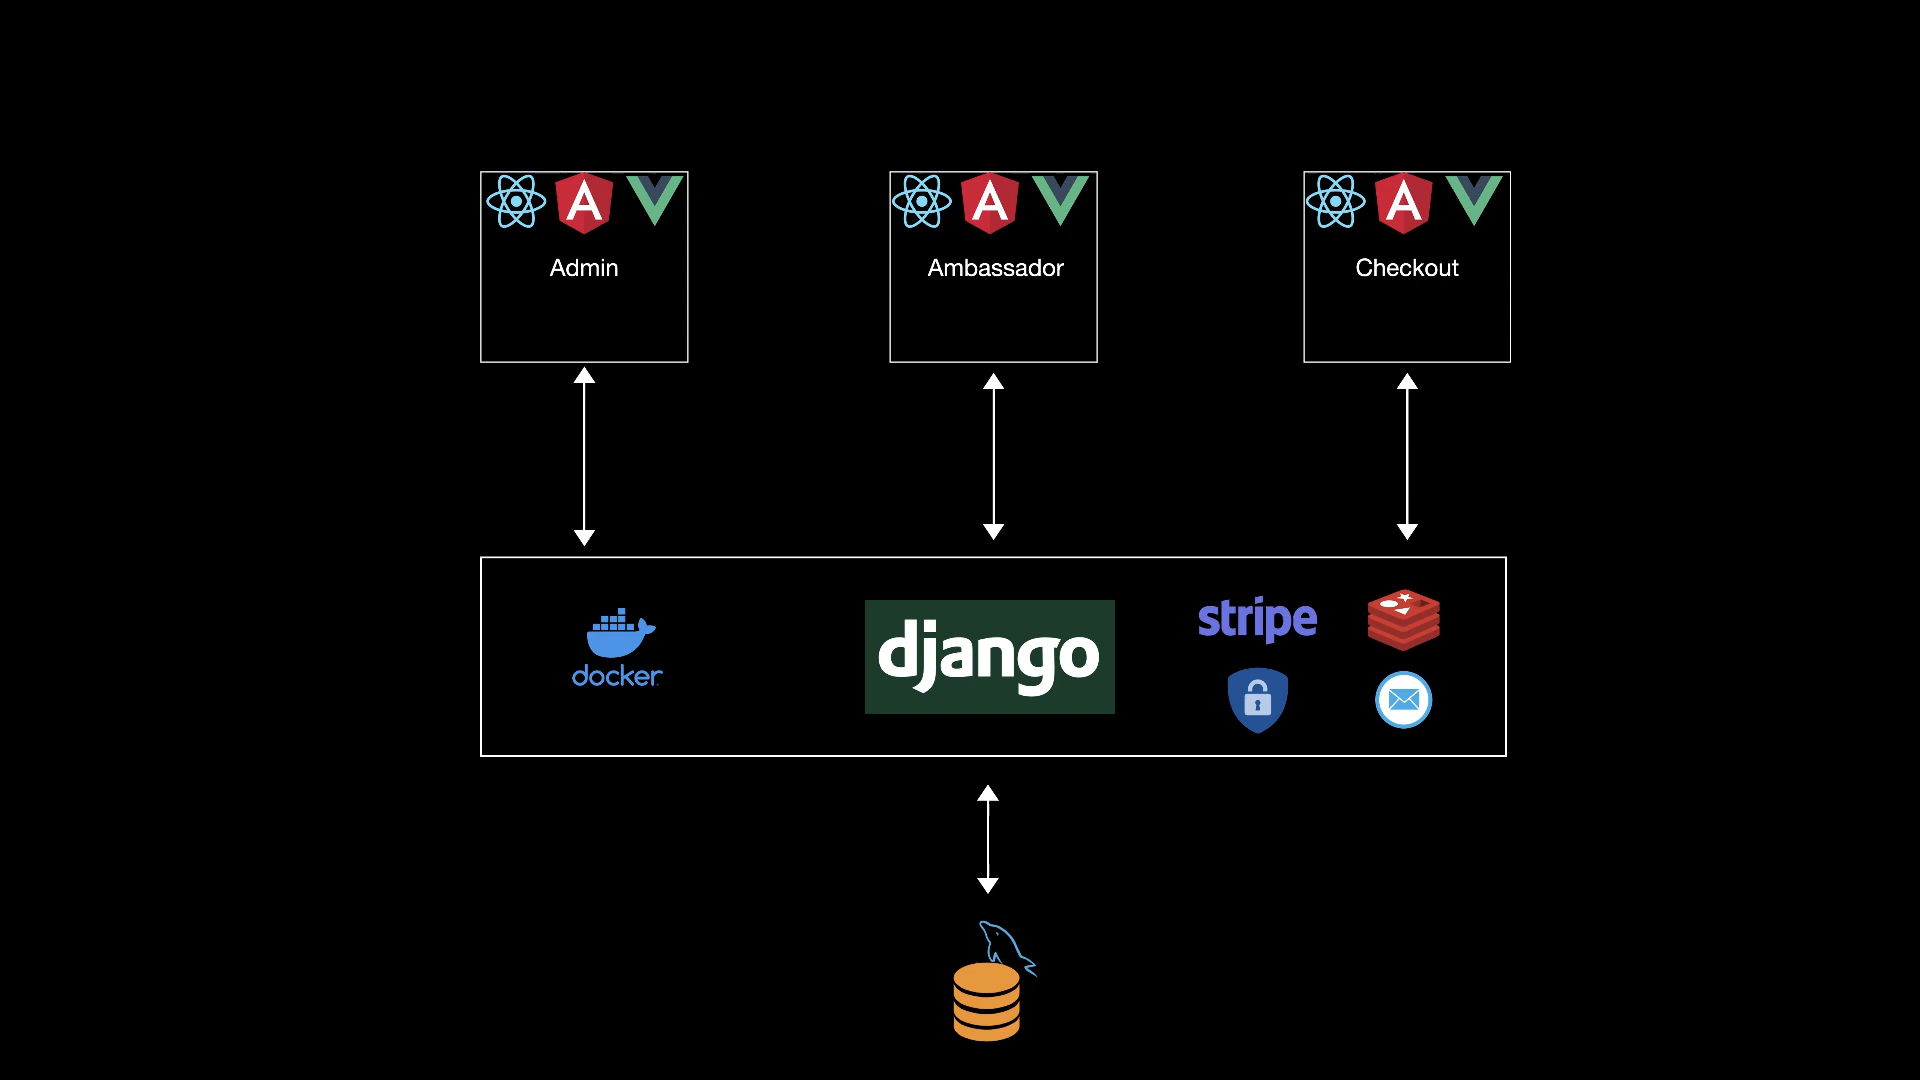 Admin
Ambassador
Checkout
docker
django
stripe